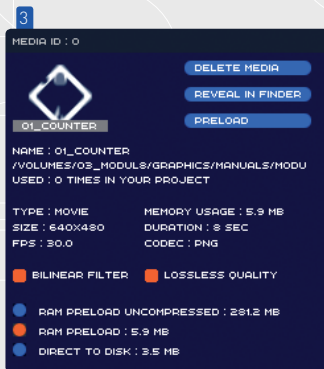 3
MEDIA ID : 0
DELETE MEDIA
REVEAL IN FINDER
PRELOAD
01_COUNTER
NAME : 01_COUNTER
/VOLUMES/03_MODUL8/GRAPHICS/MANUALS/MODU
USED : 0 TIMES IN YOUR PROJECT
TYPE : MOVIE MEMORY USAGE : 5.9 MB
SIZE : 640X480 DURATION : 8 SEC
FPS : 30.0 CODEC : PNG
BILINEAR FILTER LOSSLESS QUALITY
RAM PRELOAD UNCOMPRESSED : 281.2 MB
RAM PRELOAD : 5.9 MB
DIRECT TO DISK : 3.5 MB